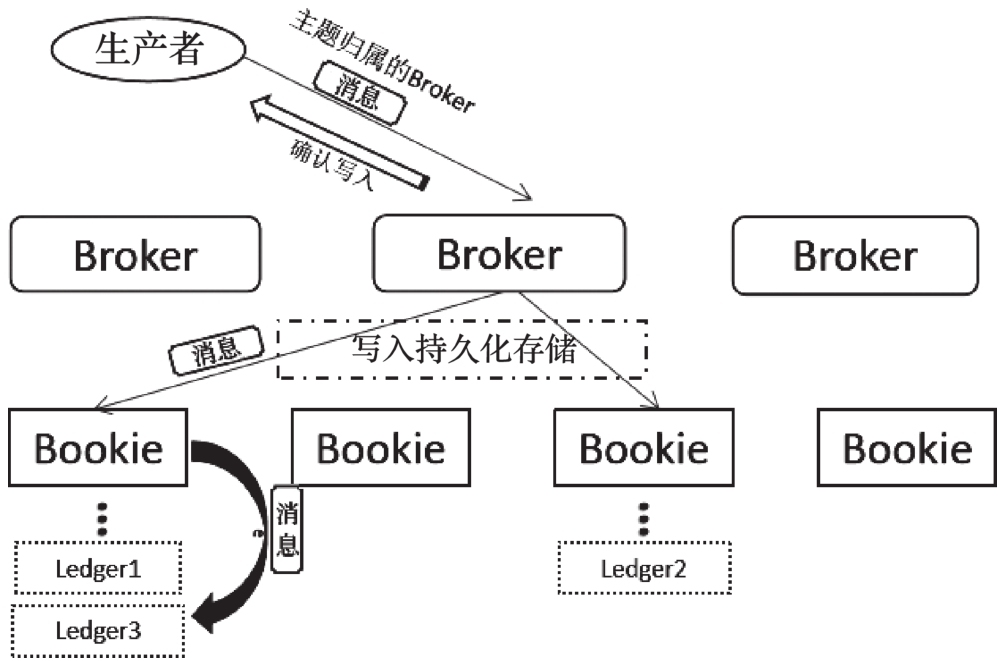 生产者
主题归属的Broker
消息
确认写入
Broker
Broker
Broker
消息
写入持久化存储
Bookie
Bookie
Bookie
Bookie
消息
Ledger1
Ledger2
Ledger3